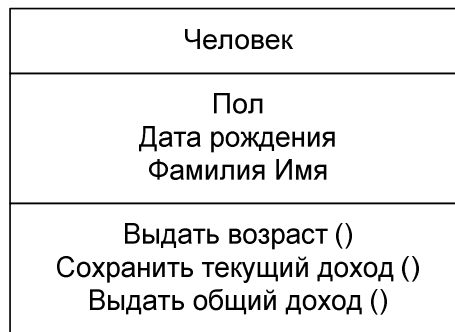 Человек
Пол
Дата рождения
Фамилия Имя
Выдать возраст ()
Сохранить текущий доход ()
Выдать общий доход ()